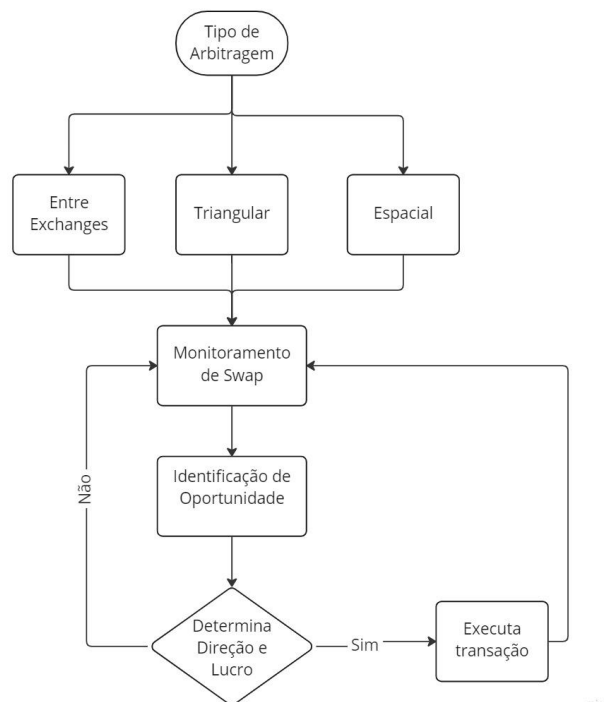 Tipo de
Arbitragem
Entre
Exchanges
Triangular
Espacial
Monitoramento
de Swap
Identificação de
Oportunidade
Não
Determina
Direção e
Lucro
Sim
Executa
transação